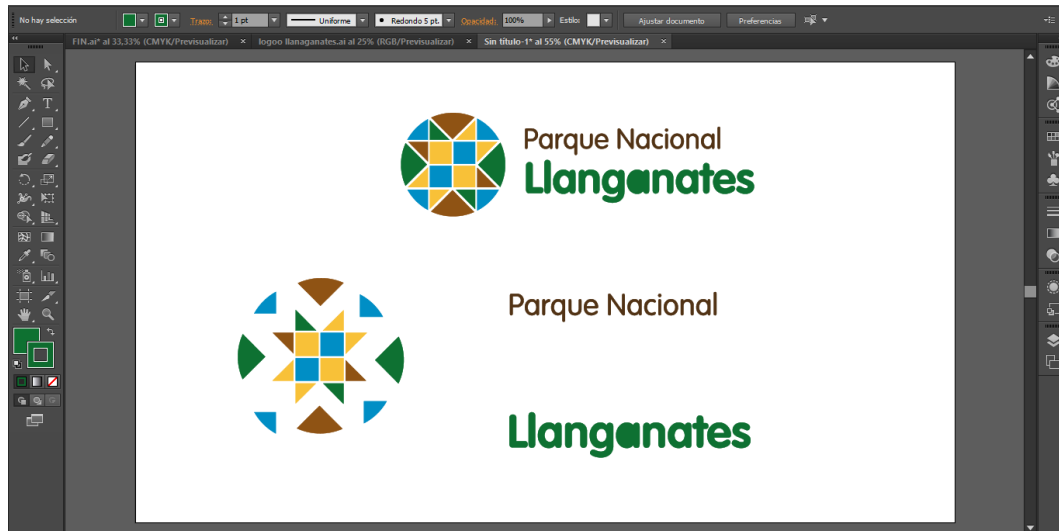 No hay selección
Trazo: 1 pt
Uniforme
Redondo 5 pt.
Opacidad: 100%
Estilo:
Ajustar documento
Preferencias
FIN.ai* al 33,33% (CMYK/Previsualizar) ×
logoo llanaganates.ai al 25% (RGB/Previsualizar) ×
Sin título-1* al 55% (CMYK/Previsualizar) ×
Parque Nacional
Llanganates
Parque Nacional
Llanganates